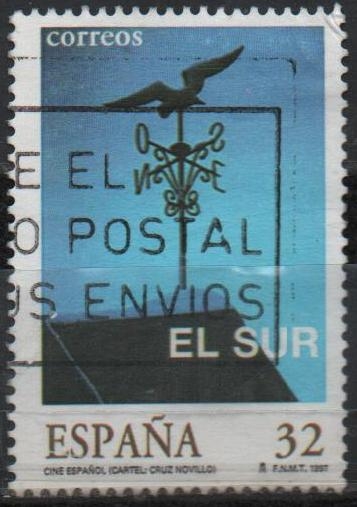 correos
O S
N E
E EL
O POSTAL
US ENVIOS
EL SUR
ESPAÑA 32
CINE ESPAÑOL (CARTEL: CRUZ NOVILLO) F.N.M.T. 1997